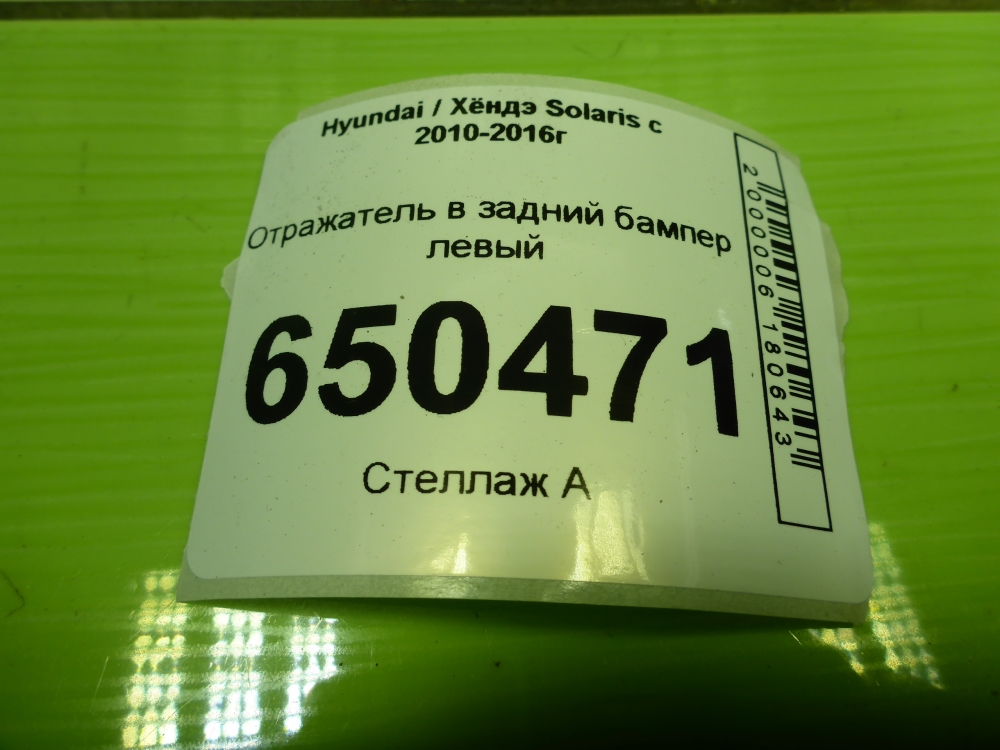 Hyundai / Хёндэ Solaris с
2010-2016г
Отражатель в задний бампер
левый
650471
Стеллаж А
2000006180643